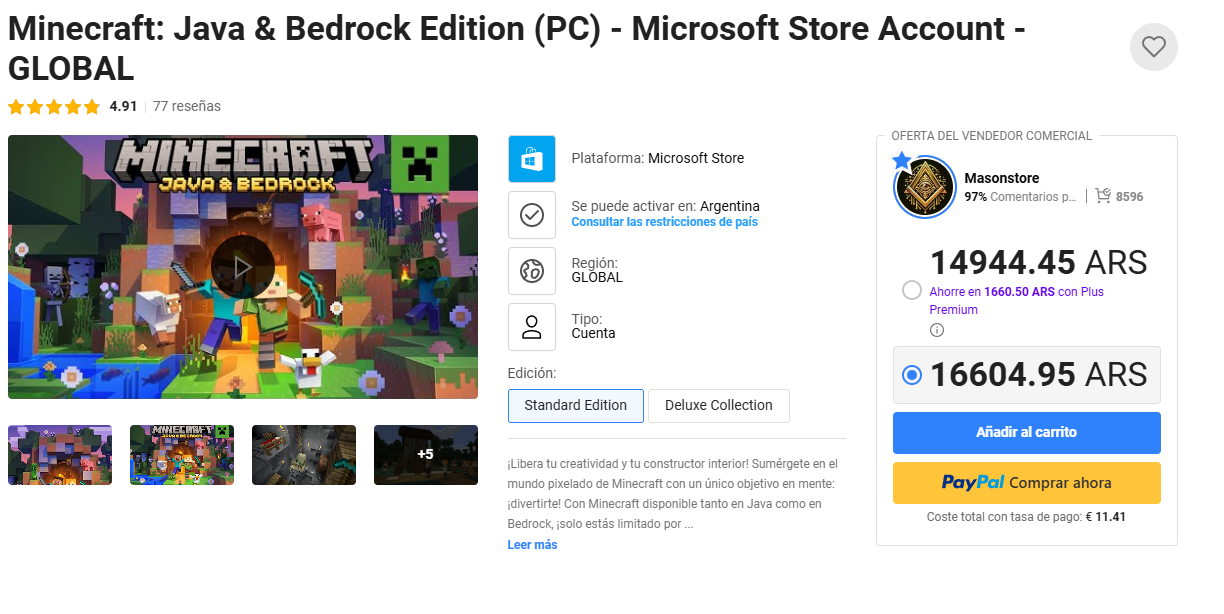 Minecraft: Java & Bedrock Edition (PC) - Microsoft Store Account -
GLOBAL
4.91 77 reseñas
MINECRAFT
JAVA & BEDROCK
+5
Plataforma: Microsoft Store
Se puede activar en: Argentina
Consultar las restricciones de país
Región:
GLOBAL
Tipo:
Cuenta
Edición:
Standard Edition
Deluxe Collection
¡Libera tu creatividad y tu constructor interior! Sumérgete en el
mundo pixelado de Minecraft con un único objetivo en mente:
¡divertirte! Con Minecraft disponible tanto en Java como en
Bedrock, ¡solo estás limitado por ...
Leer más
OFERTA DEL VENDEDOR COMERCIAL
Masonstore
97% Comentarios p... 8596
14944.45 ARS
Ahorre en 1660.50 ARS con Plus
Premium
16604.95 ARS
Añadir al carrito
PayPal Comprar ahora
Coste total con tasa de pago: € 11.41